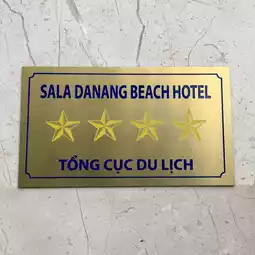 SALA DANANG BEACH HOTEL
TỔNG CỤC DU LỊCH